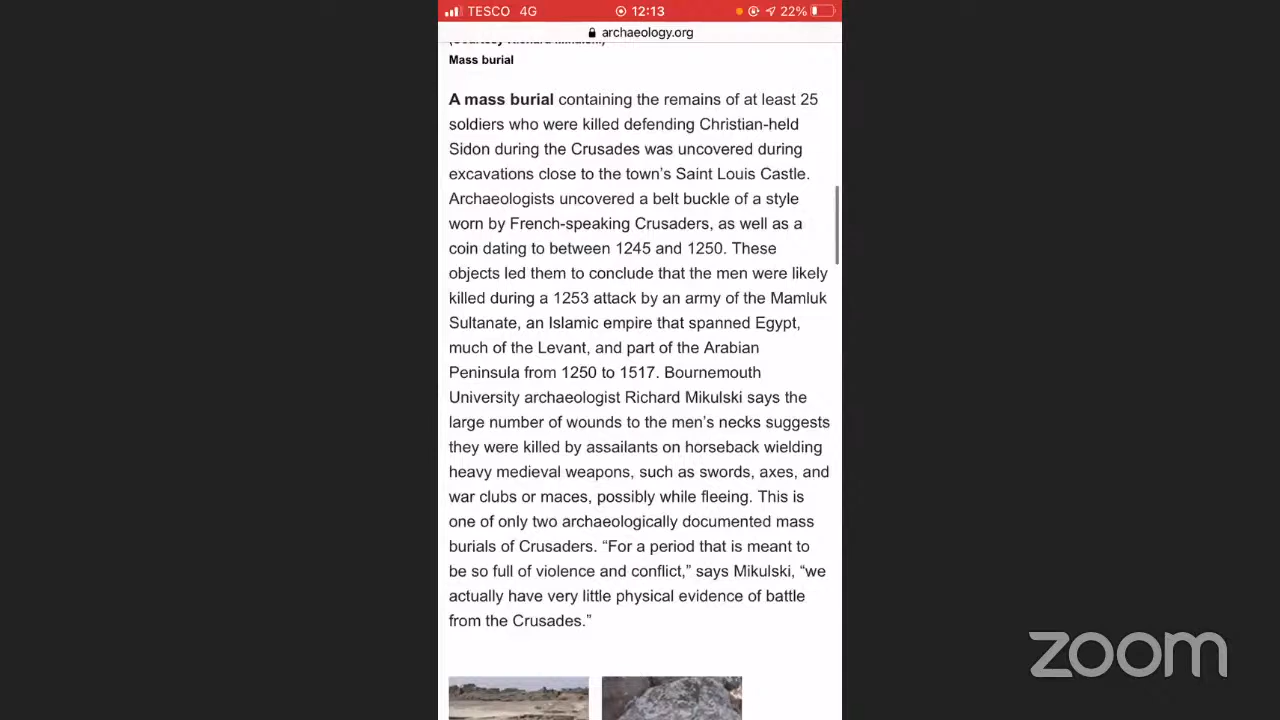 TESCO 4G 12:13 22%
archaeology.org
(Courtesy Richard Mikulski)
Mass burial
A mass burial containing the remains of at least 25
soldiers who were killed defending Christian-held
Sidon during the Crusades was uncovered during
excavations close to the town’s Saint Louis Castle.
Archaeologists uncovered a belt buckle of a style
worn by French-speaking Crusaders, as well as a
coin dating to between 1245 and 1250. These
objects led them to conclude that the men were likely
killed during a 1253 attack by an army of the Mamluk
Sultanate, an Islamic empire that spanned Egypt,
much of the Levant, and part of the Arabian
Peninsula from 1250 to 1517. Bournemouth
University archaeologist Richard Mikulski says the
large number of wounds to the men’s necks suggests
they were killed by assailants on horseback wielding
heavy medieval weapons, such as swords, axes, and
war clubs or maces, possibly while fleeing. This is
one of only two archaeologically documented mass
burials of Crusaders. “For a period that is meant to
be so full of violence and conflict,” says Mikulski, “we
actually have very little physical evidence of battle
from the Crusades.”
zoom